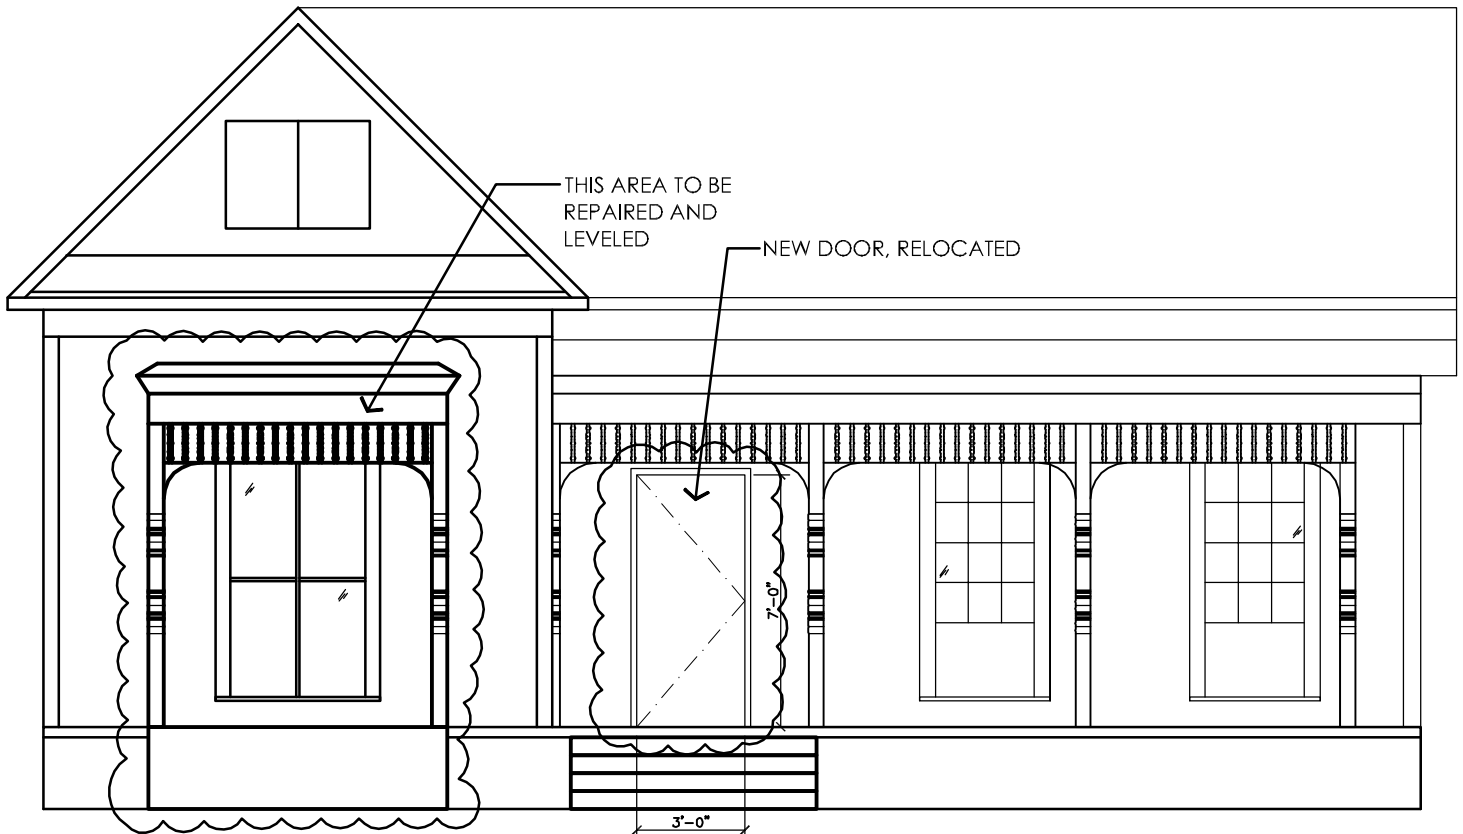 THIS AREA TO BE
REPAIRED AND
LEVELED
NEW DOOR, RELOCATED
7'-0"
3'-0"